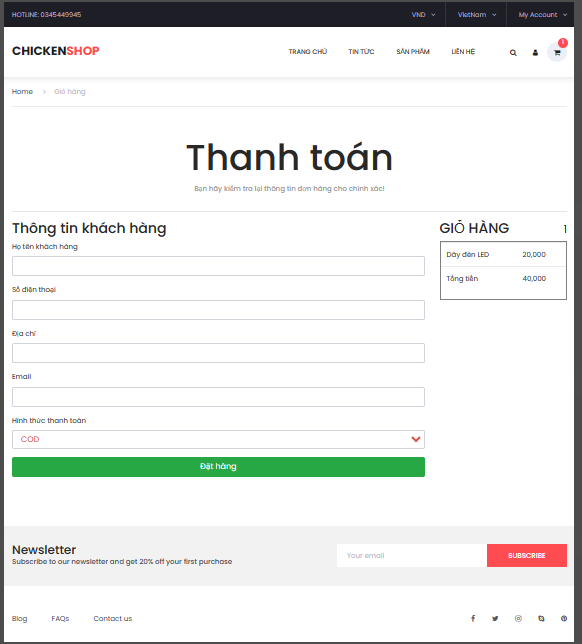 HOTLINE: 0345449945 VND VietNam My Account
CHICKENSHOP TRANG CHỦ TIN TỨC SẢN PHẨM LIÊN HỆ 1
Home Giỏ hàng
Thanh toán
Bạn hãy kiểm tra lại thông tin đơn hàng cho chính xác!
Thông tin khách hàng
Họ tên khách hàng
Số điện thoại
Địa chỉ
Email
Hình thức thanh toán
COD
Đặt hàng
GIỎ HÀNG 1
Dây đèn LED 20,000
Tổng tiền 40,000
Newsletter
Subscribe to our newsletter and get 20% off your first purchase
Your email SUBSCRIBE
Blog FAQs Contact us